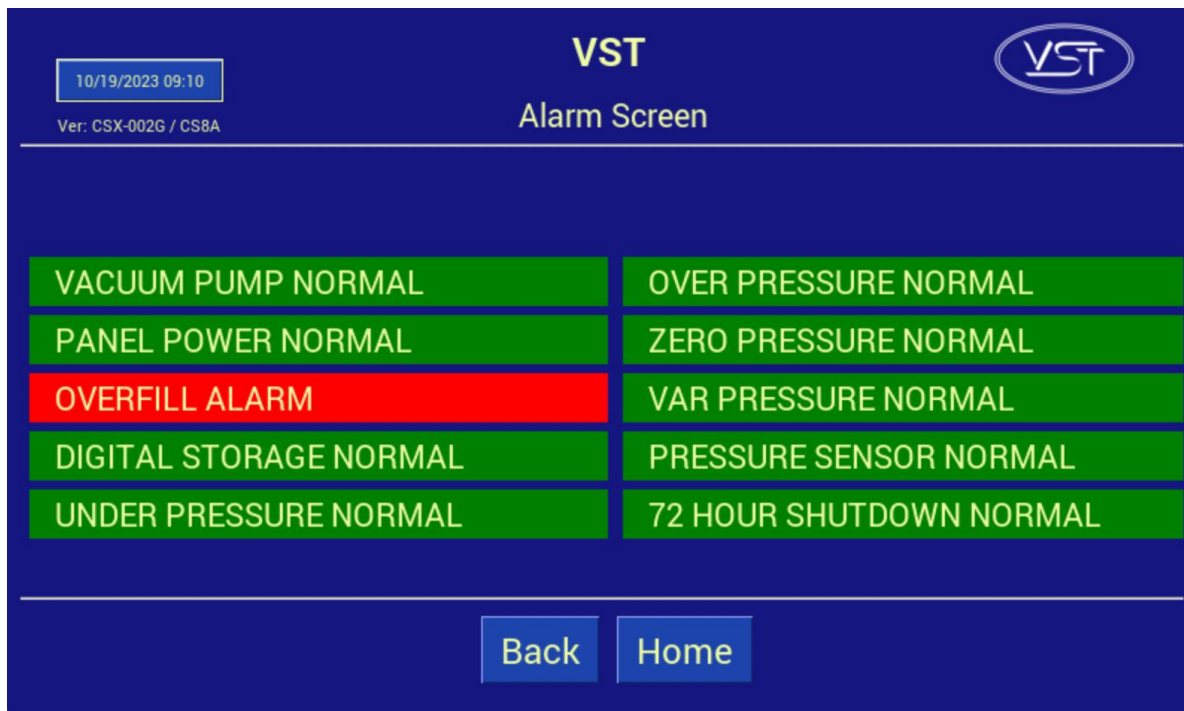 VST
VST
10/19/2023 09:10
Alarm Screen
Ver: CSX-002G / CS8A
VACUUM PUMP NORMAL
OVER PRESSURE NORMAL
PANEL POWER NORMAL
ZERO PRESSURE NORMAL
OVERFILL ALARM
VAR PRESSURE NORMAL
DIGITAL STORAGE NORMAL
PRESSURE SENSOR NORMAL
UNDER PRESSURE NORMAL
72 HOUR SHUTDOWN NORMAL
Back
Home